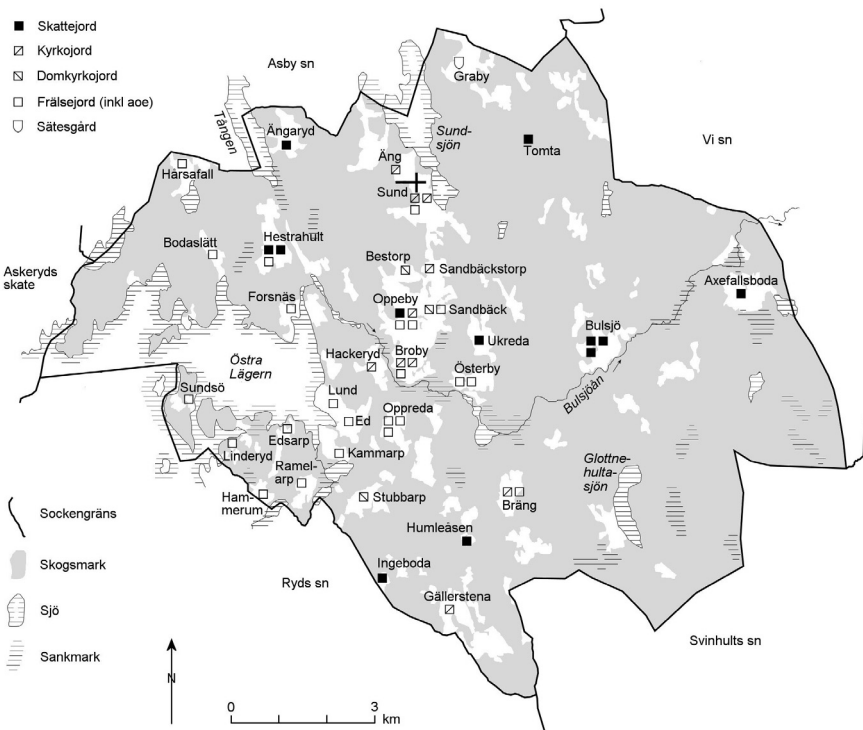 Skattejord
Kyrkojord
Domkyrkojord
Frälsejord (inkl aoe)
Sätesgård
Asby sn
Graby
Tången
Ängaryd
Sund-
sjön
Tomta
Vi sn
Äng
Harsafall
Sund
Hestrahult
Bodaslätt
Bestorp
Sandbäckstorp
Askeryds
skate
Axefallsboda
Forsnäs
Oppeby
Sandbäck
Bulsjö
Ukreda
Östra
Lägern
Hackeryd
Broby
Österby
Bulsjöån
Sundsö
Lund
Oppreda
Ed
Edsarp
Linderyd
Kammarp
Ramel-
arp
Glottne-
hulta-
sjön
Ham-
merum
Stubbarp
Bräng
Sockengräns
Humleåsen
Skogsmark
Ingeboda
Ryds sn
Gällerstena
Sjö
Svinhults sn
Sankmark
N
0 3
km